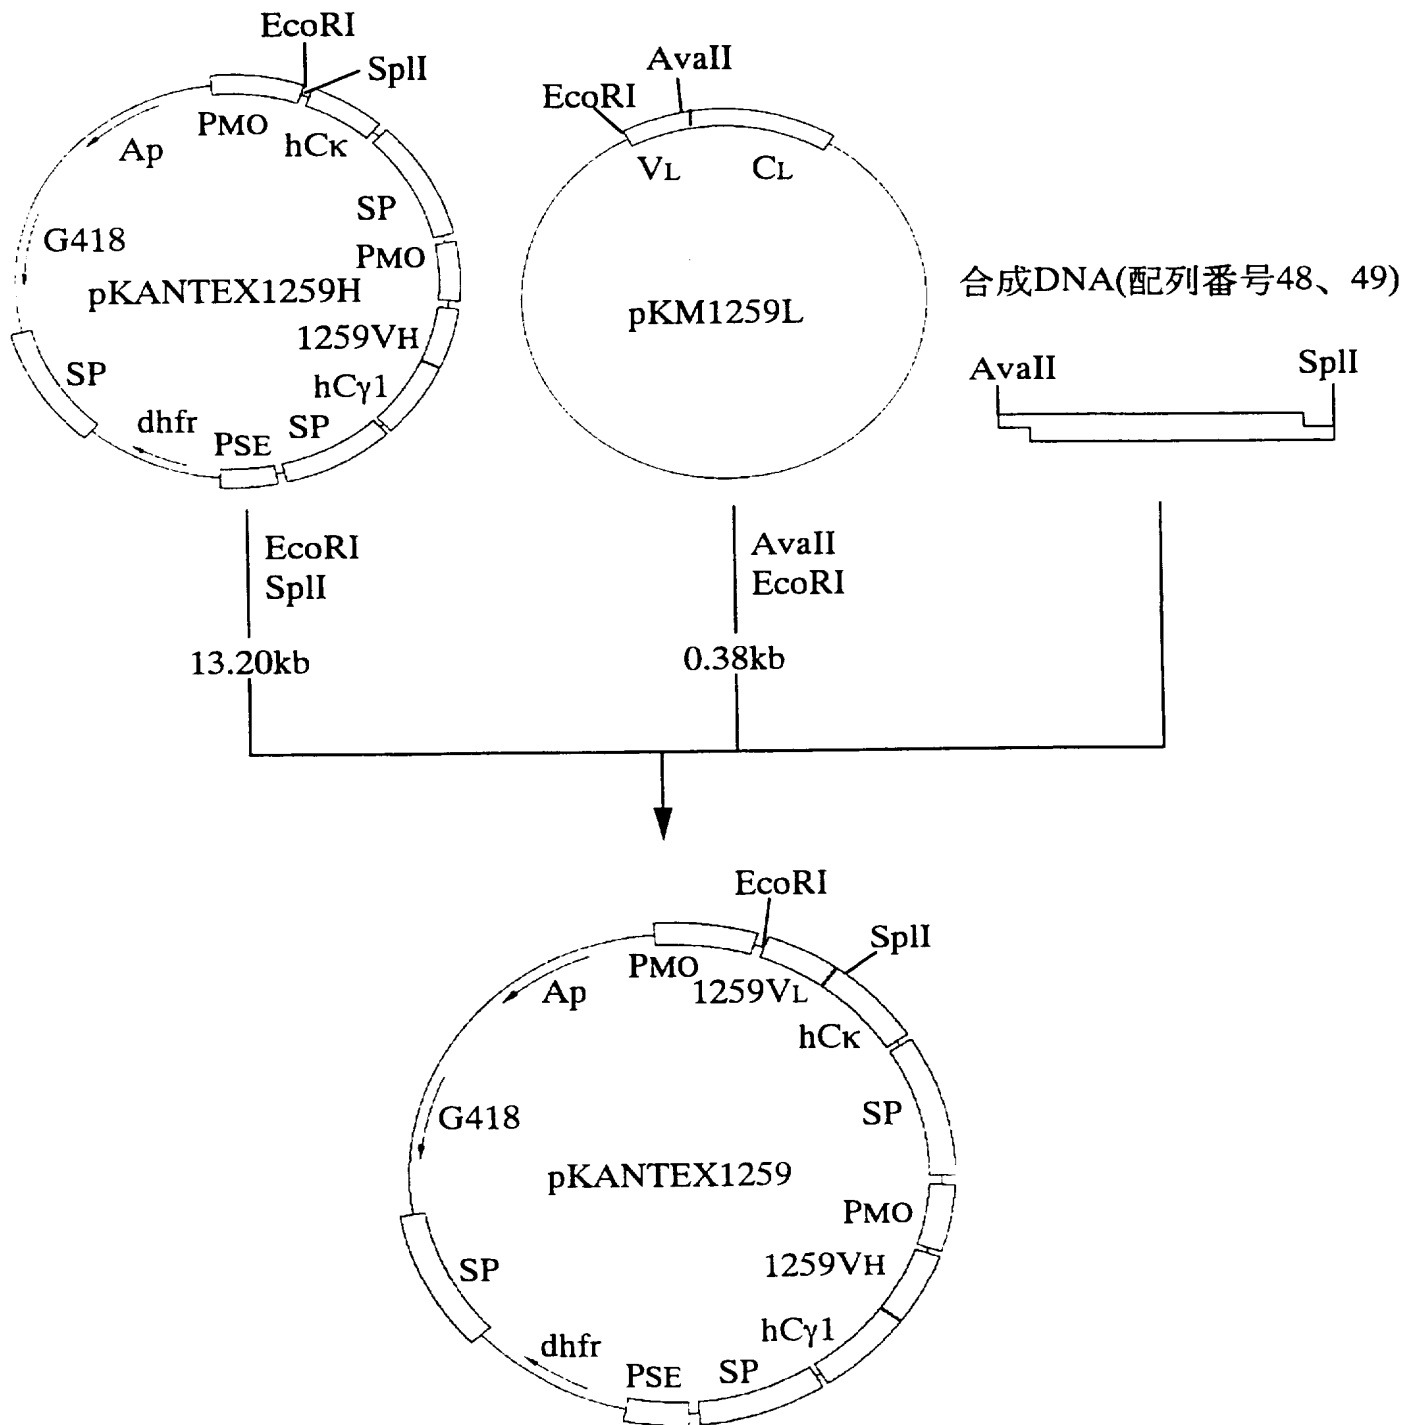 EcoRI
SplI
PMO
hCκ
Ap
SP
G418
PMO
pKANTEX1259H
1259VH
SP
hCγ1
dhfr
SP
PSE
AvaII
EcoRI
VL
CL
pKM1259L
合成DNA(配列番号48、49)
AvaII
SplI
EcoRI
SplI
13.20kb
AvaII
EcoRI
0.38kb
EcoRI
SplI
PMO
1259VL
Ap
hCκ
SP
G418
pKANTEX1259
PMO
1259VH
SP
hCγ1
dhfr
SP
PSE